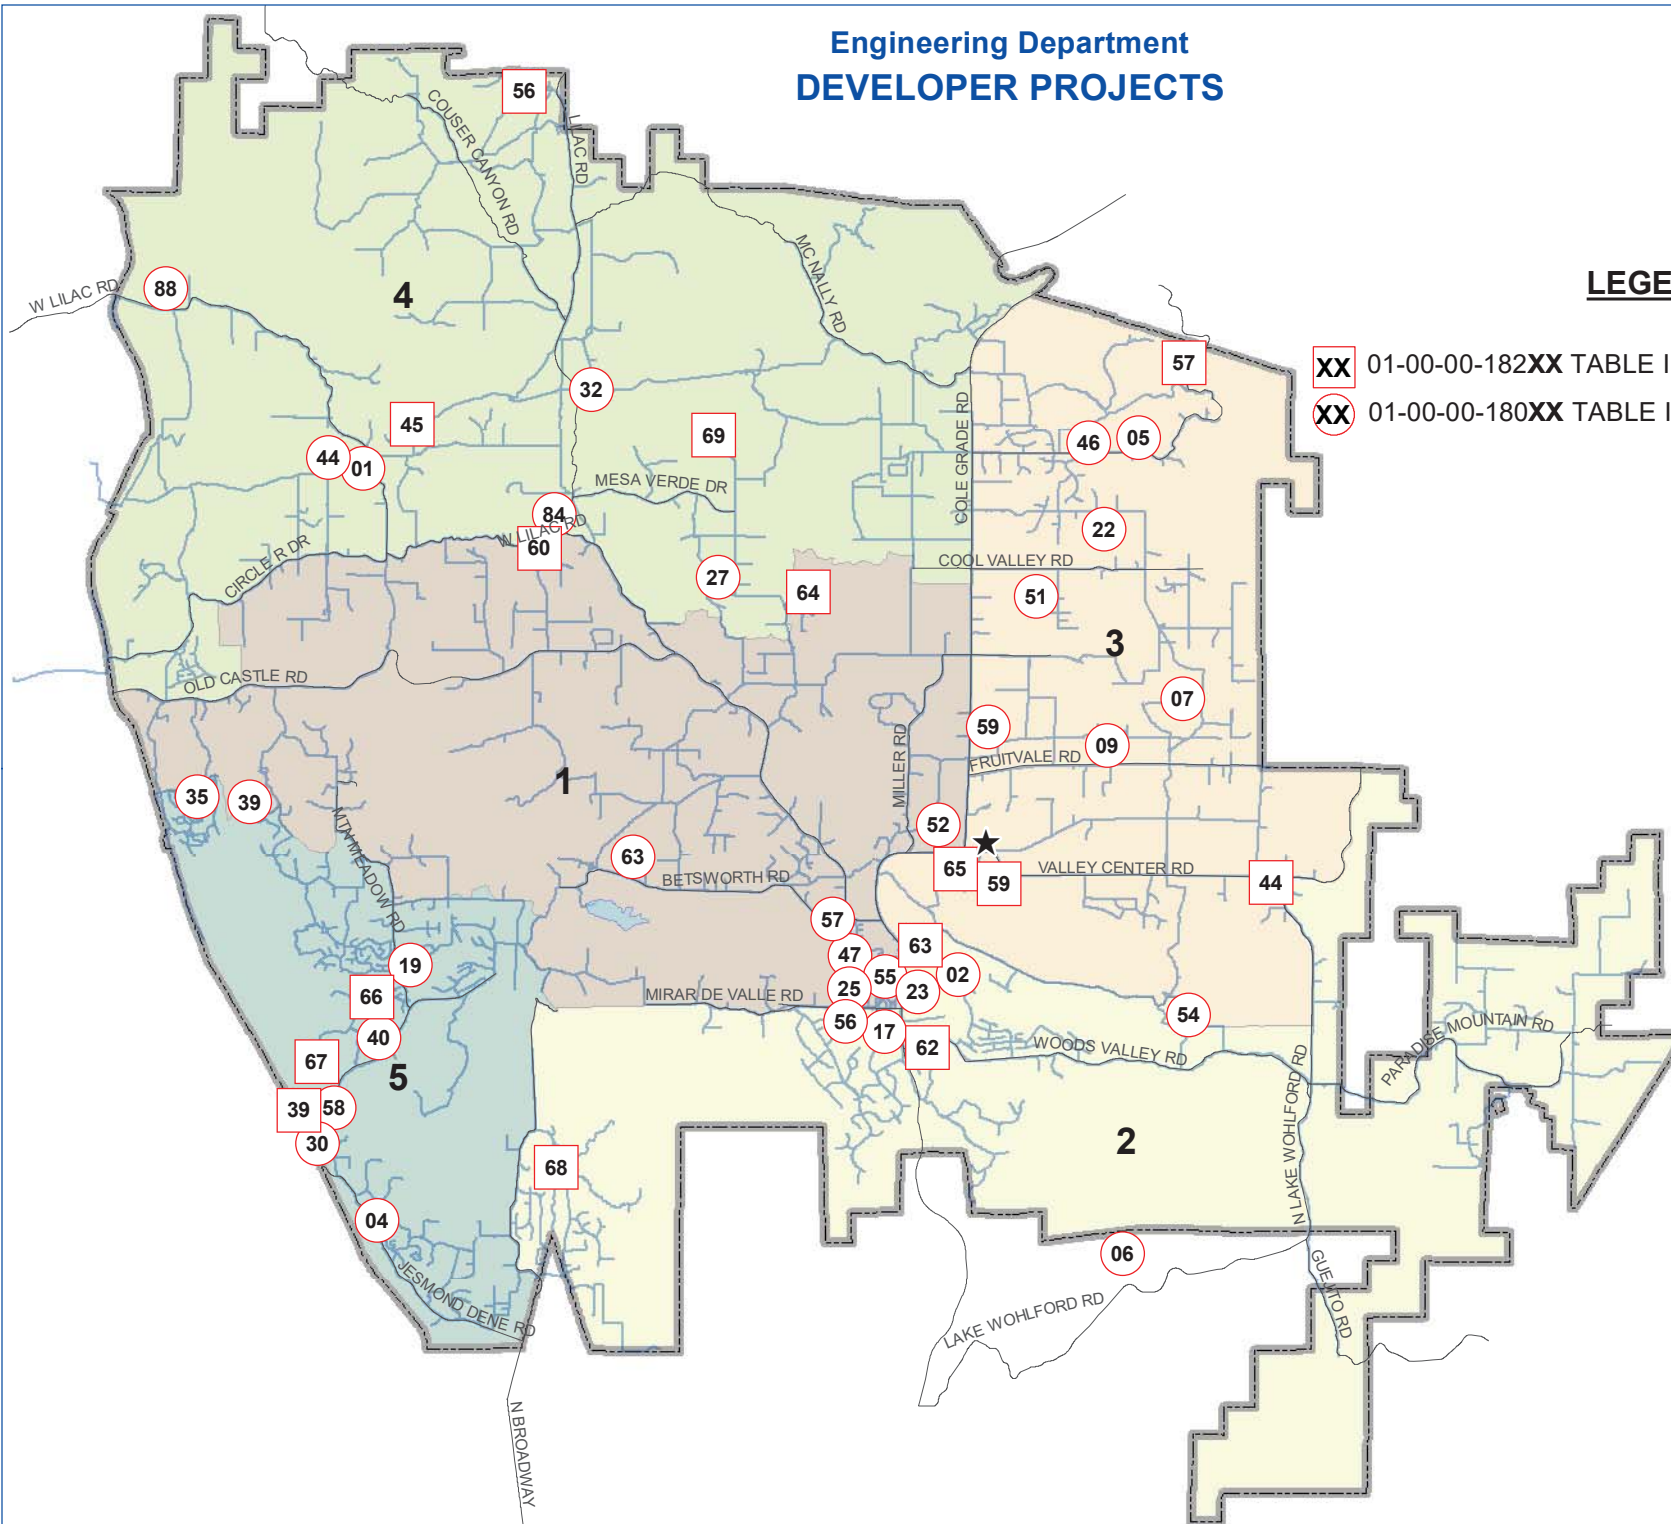 Engineering Department
DEVELOPER PROJECTS
56
COUSER CANYON RD
LILAC RD
MC NALLY RD
W LILAC RD
88
4
LEGE
XX 01-00-00-182XX TABLE I
XX 01-00-00-180XX TABLE I
57
32
45
69
COLE GRADE RD
46
05
44
01
MESA VERDE DR
84
W LILAC RD
60
22
CIRCLE R DR
COOL VALLEY RD
27
64
51
3
OLD CASTLE RD
07
59
09
FRUITVALE RD
MILLER RD
1
35
39
MTN MEADOW RD
52
63
BETSWORTH RD
65
59
VALLEY CENTER RD
44
57
47
63
55
02
25
23
19
66
MIRAR DE VALLE RD
56
17
62
54
WOODS VALLEY RD
PARADISE MOUNTAIN RD
40
67
5
39
58
30
N LAKE WOHLFORD RD
2
68
04
06
JESMOND DENE RD
LAKE WOHLFORD RD
GUEJITO RD
N BROADWAY